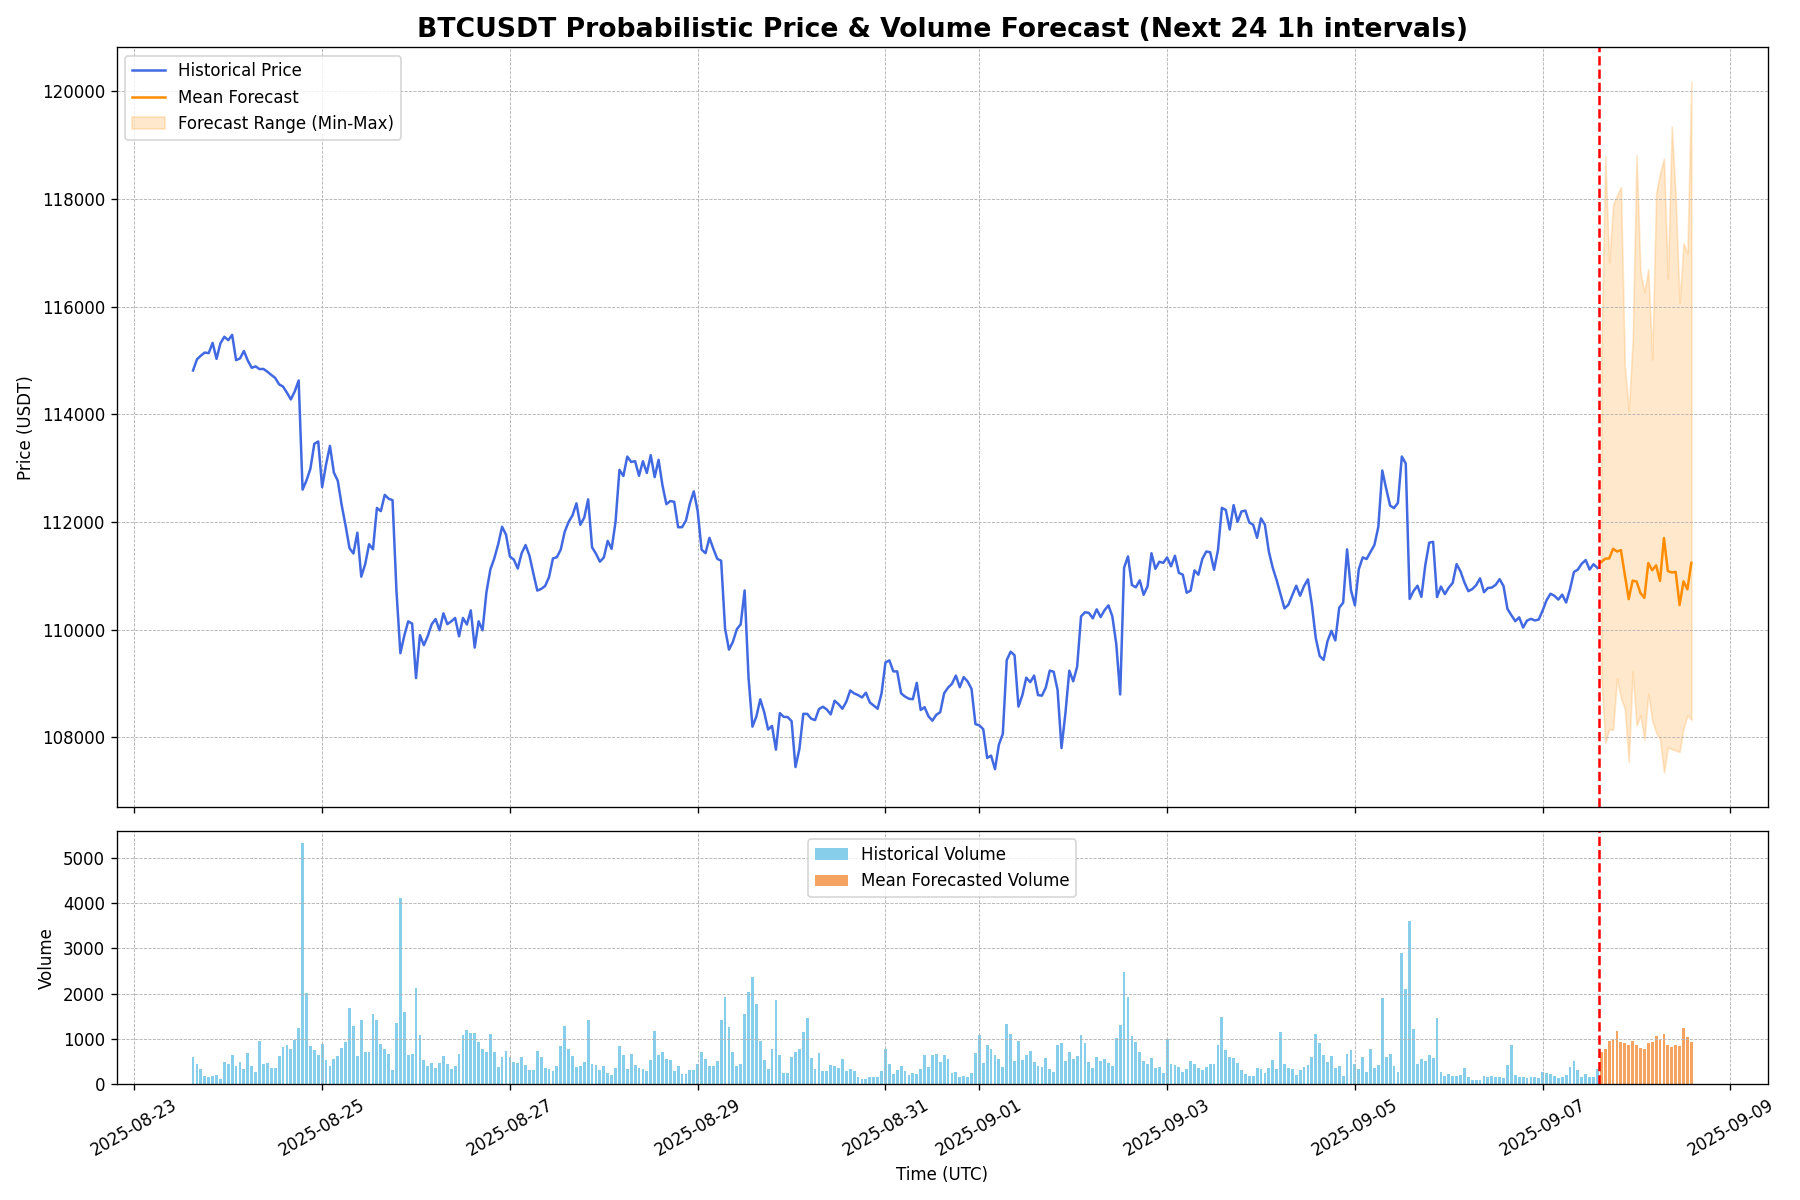 BTCUSDT Probabilistic Price & Volume Forecast (Next 24 1h intervals)
Historical Price
Mean Forecast
Forecast Range (Min-Max)
Price (USDT)
120000
118000
116000
114000
112000
110000
108000
Historical Volume
Mean Forecasted Volume
Volume
5000
4000
3000
2000
1000
0
2025-08-23
2025-08-25
2025-08-27
2025-08-29
2025-08-31
2025-09-01
2025-09-03
2025-09-05
2025-09-07
2025-09-09
Time (UTC)